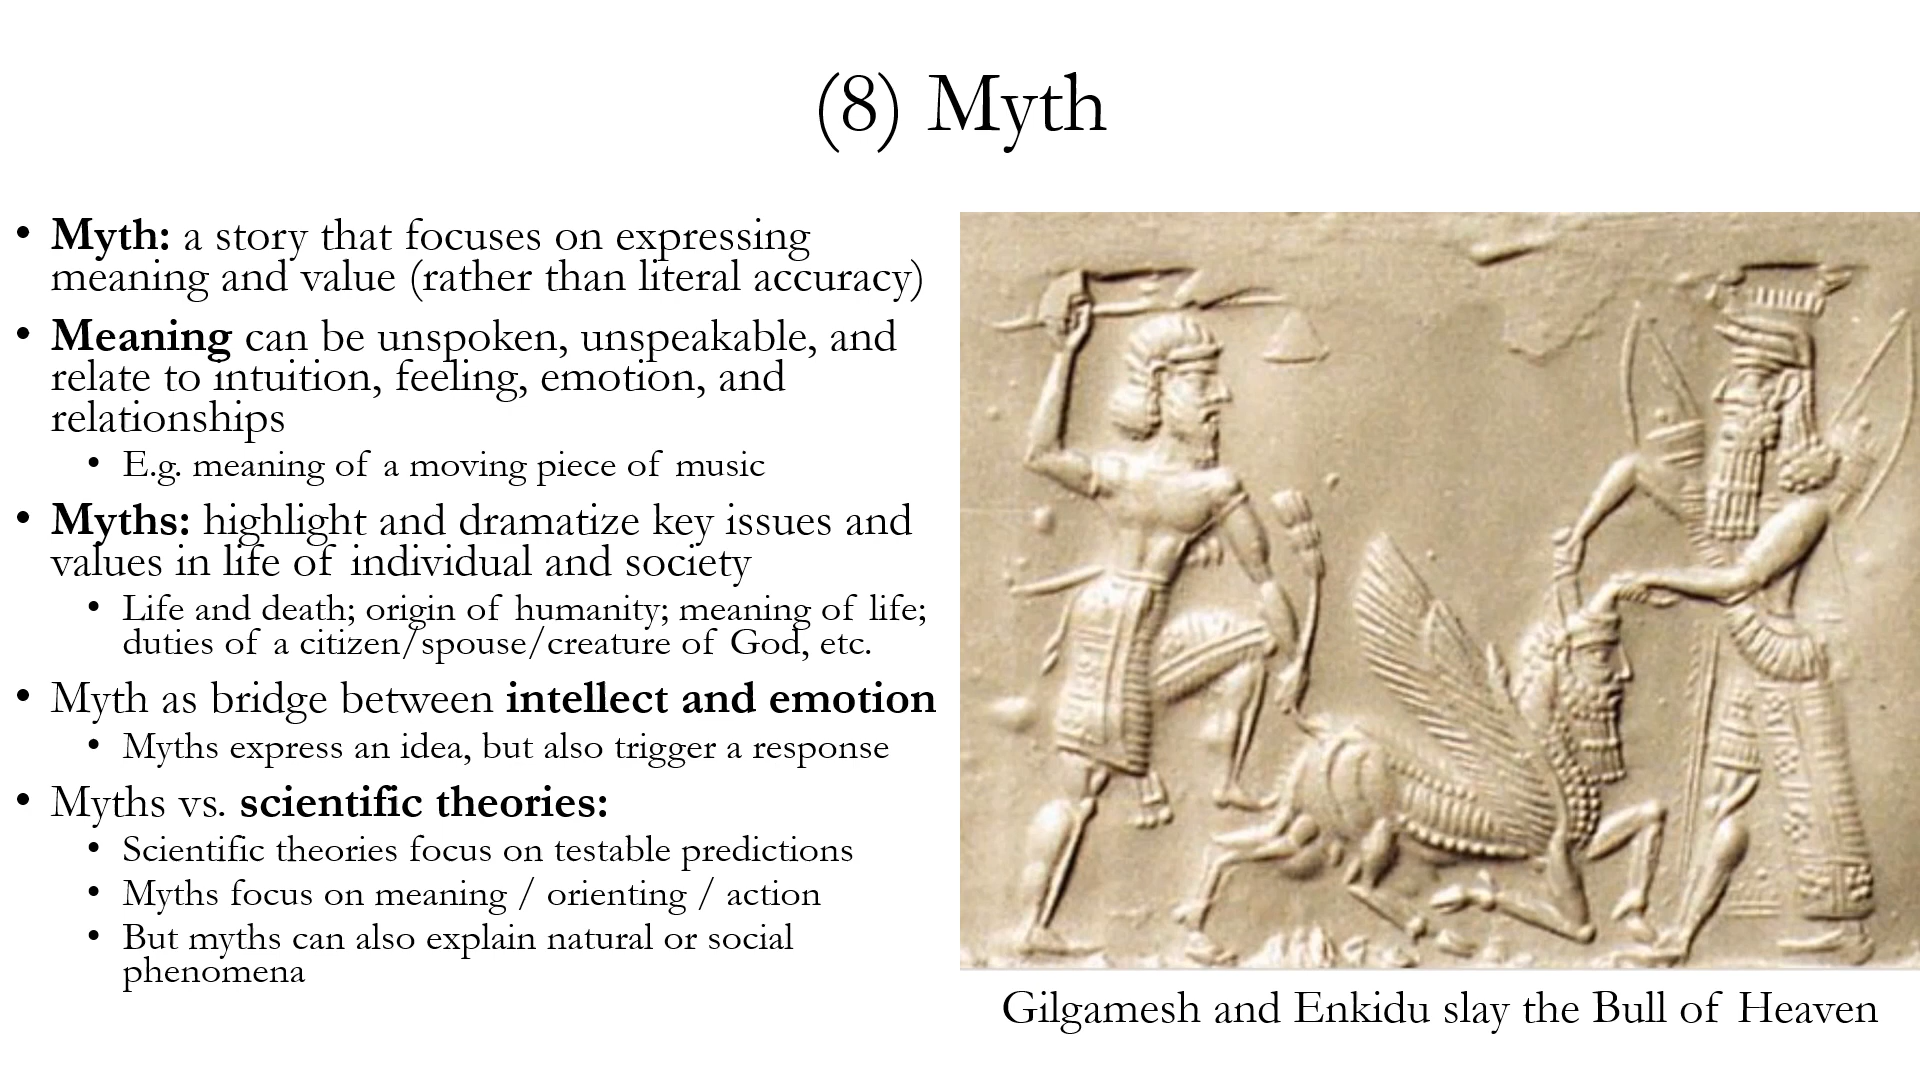 (8) Myth
• Myth: a story that focuses on expressing
meaning and value (rather than literal accuracy)
• Meaning can be unspoken, unspeakable, and
relate to intuition, feeling, emotion, and
relationships
• E.g. meaning of a moving piece of music
• Myths: highlight and dramatize key issues and
values in life of individual and society
• Life and death; origin of humanity; meaning of life;
duties of a citizen/spouse/creature of God, etc.
• Myth as bridge between intellect and emotion
• Myths express an idea, but also trigger a response
• Myths vs. scientific theories:
• Scientific theories focus on testable predictions
• Myths focus on meaning / orienting / action
• But myths can also explain natural or social
phenomena
Gilgamesh and Enkidu slay the Bull of Heaven